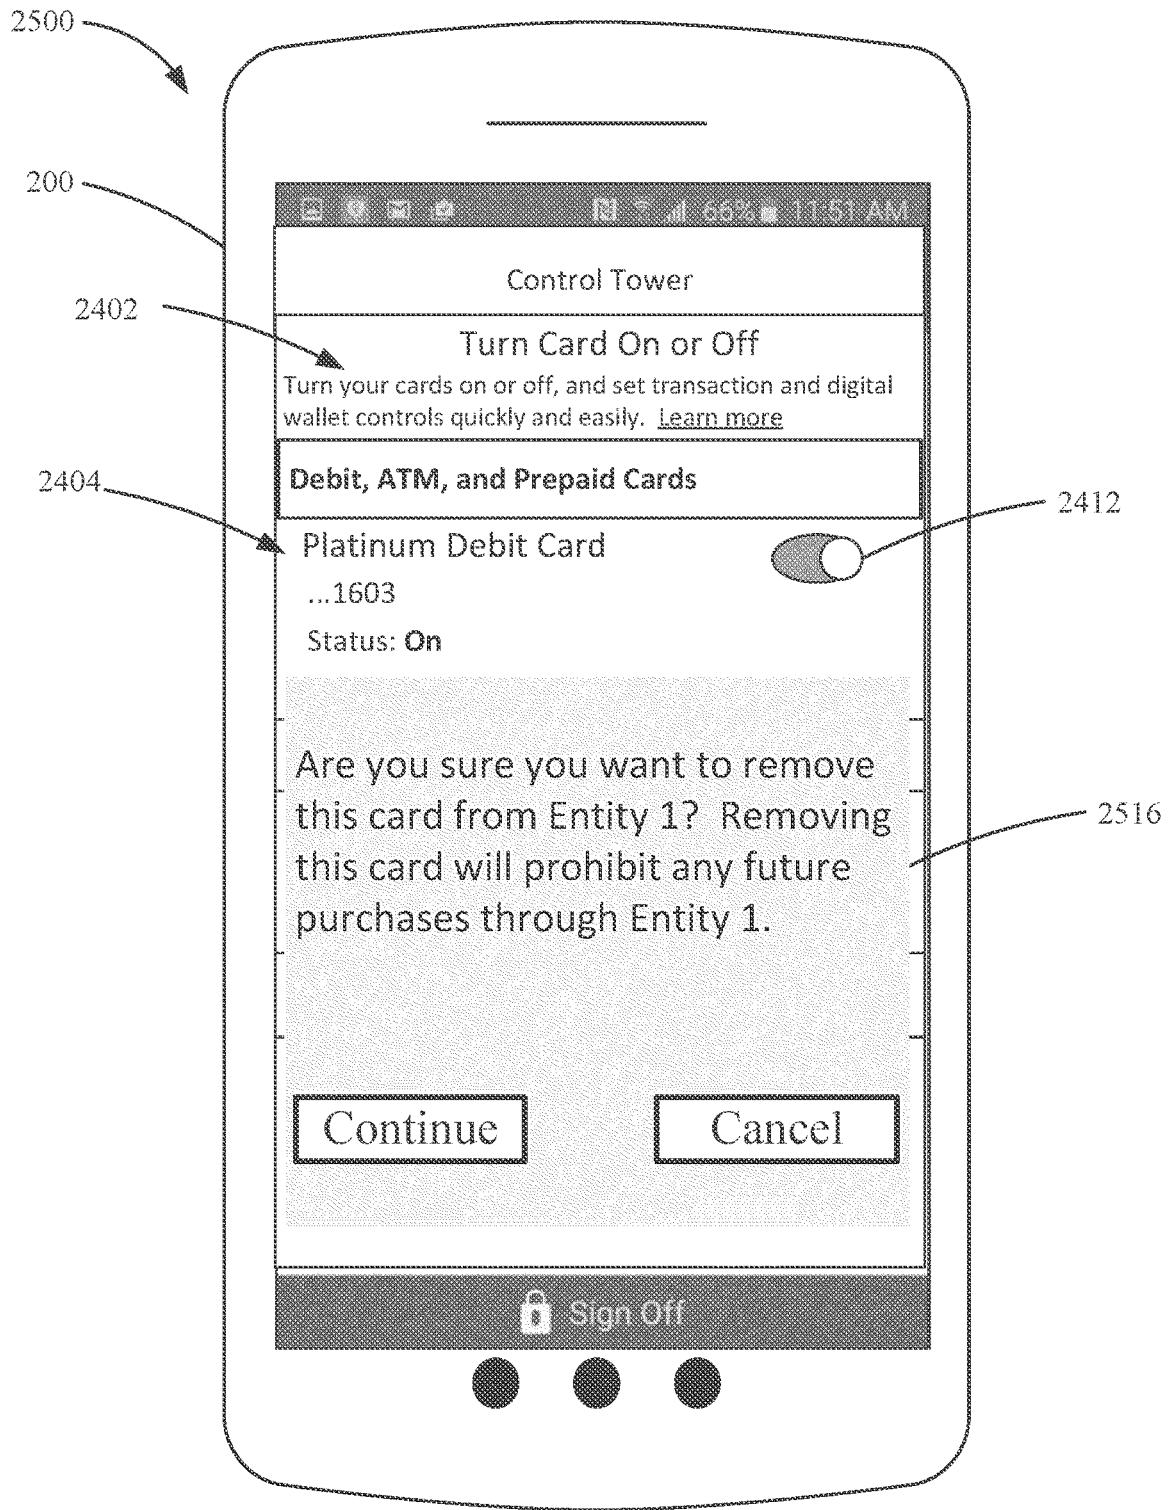 2500
200
66% 11:51 AM
Control Tower
2402
Turn Card On or Off
Turn your cards on or off, and set transaction and digital
wallet controls quickly and easily. Learn more
2404
Debit, ATM, and Prepaid Cards
2412
Platinum Debit Card
...1603
Status: On
Are you sure you want to remove
this card from Entity 1? Removing
this card will prohibit any future
purchases through Entity 1.
2516
Continue
Cancel
Sign Off